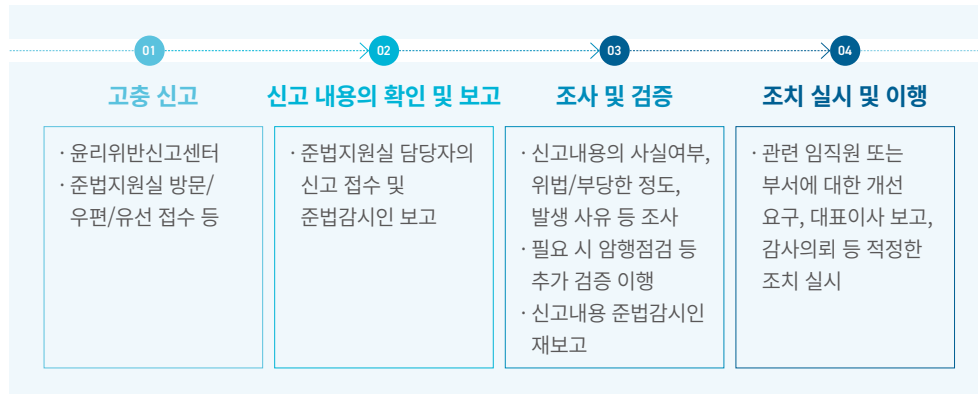 01
고충 신고
· 윤리위반신고센터
· 준법지원실 방문/
우편/유선 접수 등
02
신고 내용의 확인 및 보고
· 준법지원실 담당자의
신고 접수 및
준법감시인 보고
03
조사 및 검증
· 신고내용의 사실여부,
위법/부당한 정도,
발생 사유 등 조사
· 필요 시 암행점검 등
추가 검증 이행
· 신고내용 준법감시인
재보고
04
조치 실시 및 이행
· 관련 임직원 또는
부서에 대한 개선
요구, 대표이사 보고,
감사의뢰 등 적정한
조치 실시